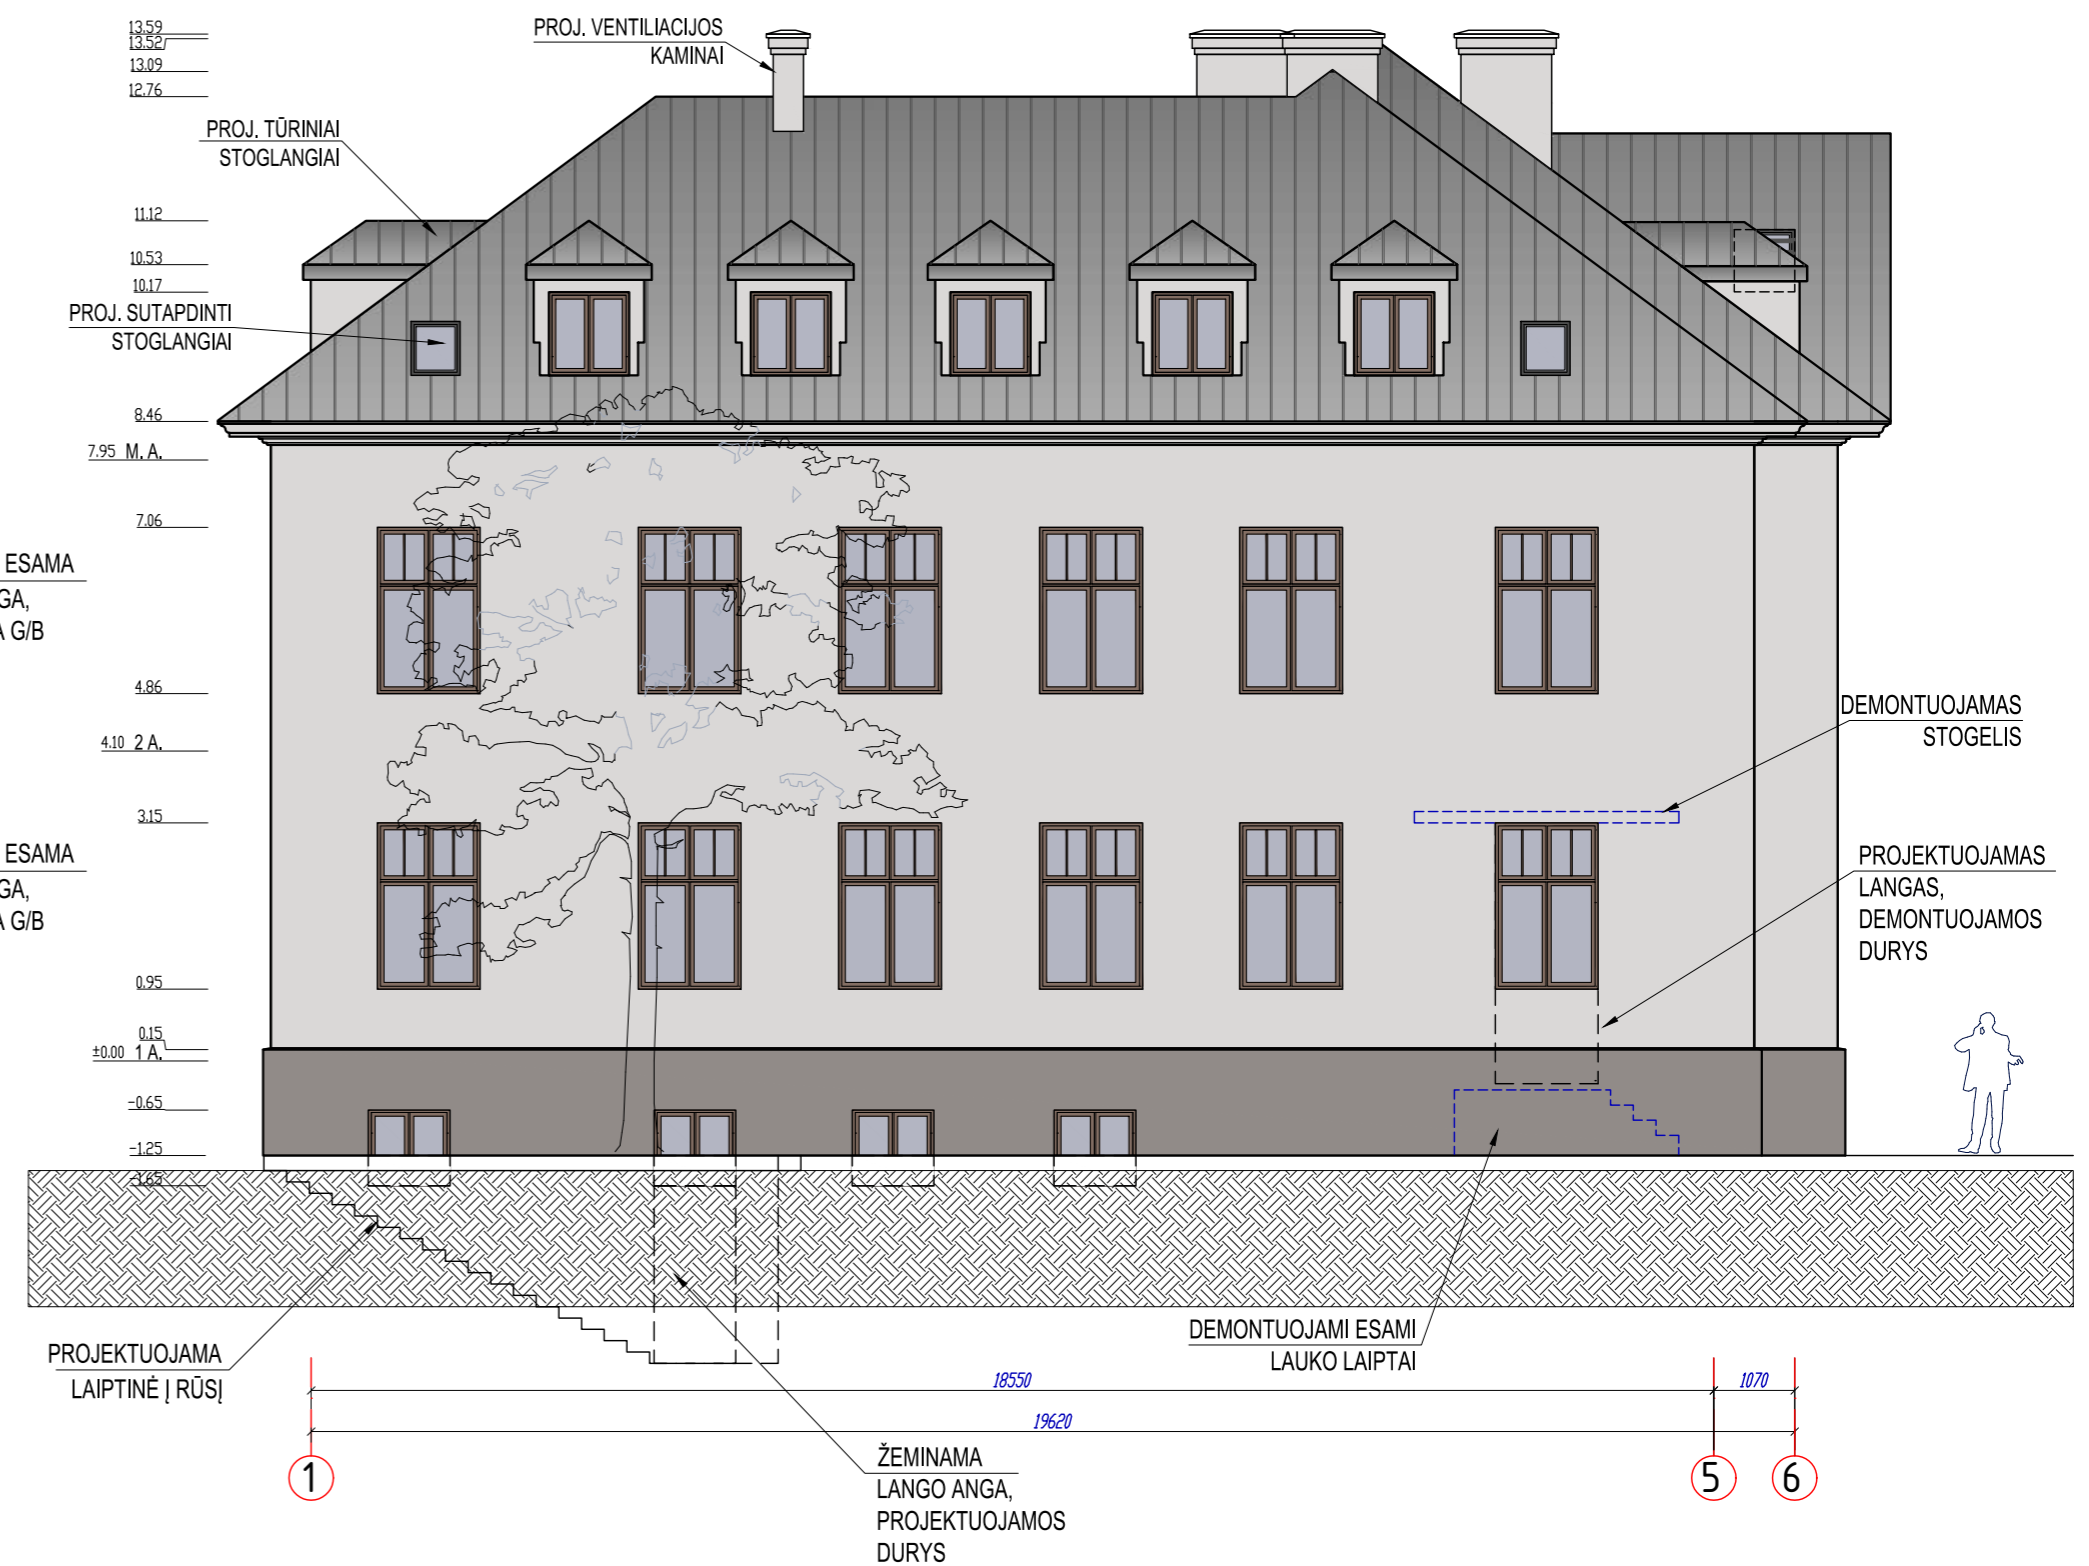 13.59
13.52
13.09
12.76
PROJ. VENTILIACIJOS
KAMINAI
PROJ. TŪRINIAI
STOGLANGIAI
11.12
10.53
10.17
PROJ. SUTAPDINTI
STOGLANGIAI
8.46
7.95 M.A.
7.06
ESAMA
GA,
A G/B
4.86
4.10 2 A.
DEMONTUOJAMAS
STOGELIS
3.15
ESAMA
GA,
A G/B
PROJEKTUOJAMAS
LANGAS,
DEMONTUOJAMOS
DURYS
0.95
0.15
±0.00 1 A.
-0.65
-1.25
-1.65
PROJEKTUOJAMA
LAIPTINĖ Į RŪSĮ
DEMONTUOJAMI ESAMI
LAUKO LAIPTAI
18550
1070
19620
ŽEMINAMA
LANGO ANGA,
PROJEKTUOJAMOS
DURYS
1
5
6